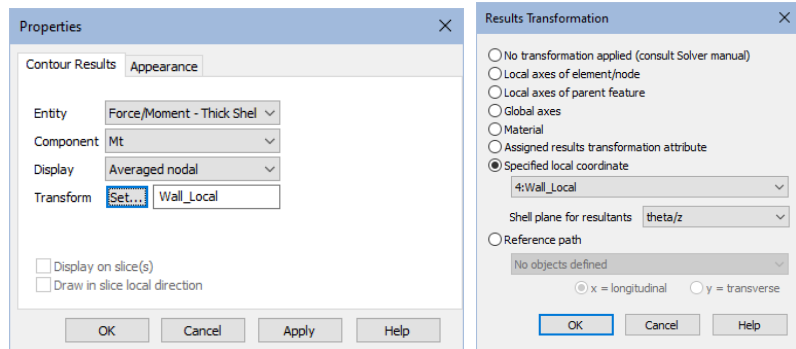 Properties
Contour Results
Appearance
Entity
Force/Moment - Thick Shel
Component
Mt
Display
Averaged nodal
Transform
Set...
Wall_Local
Display on slice(s)
Draw in slice local direction
OK
Cancel
Apply
Help
Results Transformation
No transformation applied (consult Solver manual)
Local axes of element/node
Local axes of parent feature
Global axes
Material
Assigned results transformation attribute
Specified local coordinate
4:Wall_Local
Shell plane for resultants
theta/z
Reference path
No objects defined
x = longitudinal
y = transverse
OK
Cancel
Help